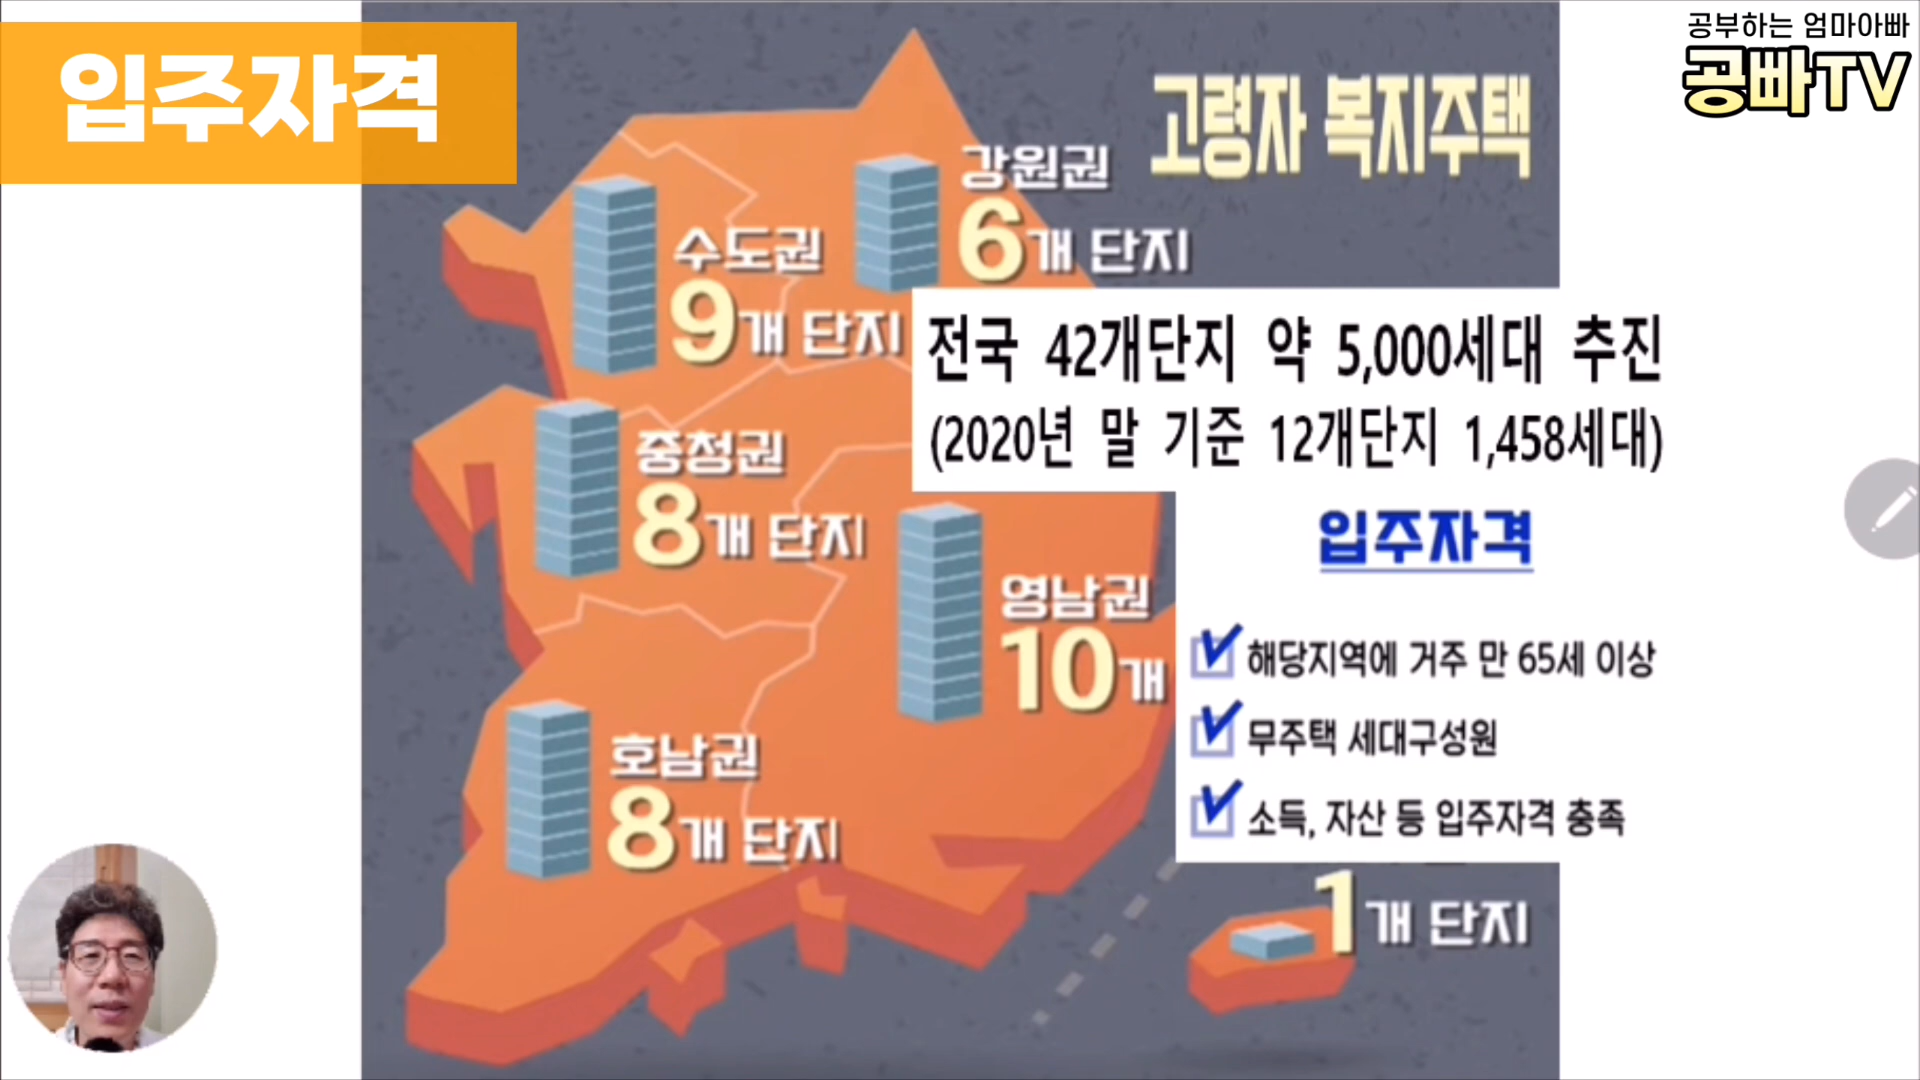 입주자격
공부하는 엄마아빠
공빠TV
고령자 복지주택
강원권
6개 단지
수도권
9개 단지
전국 42개단지 약 5,000세대 추진
(2020년 말 기준 12개단지 1,458세대)
중청권
8개 단지
영남권
10개
호남권
8개 단지
입주자격
해당지역에 거주 만 65세 이상
무주택 세대구성원
소득, 자산 등 입주자격 충족
1개 단지